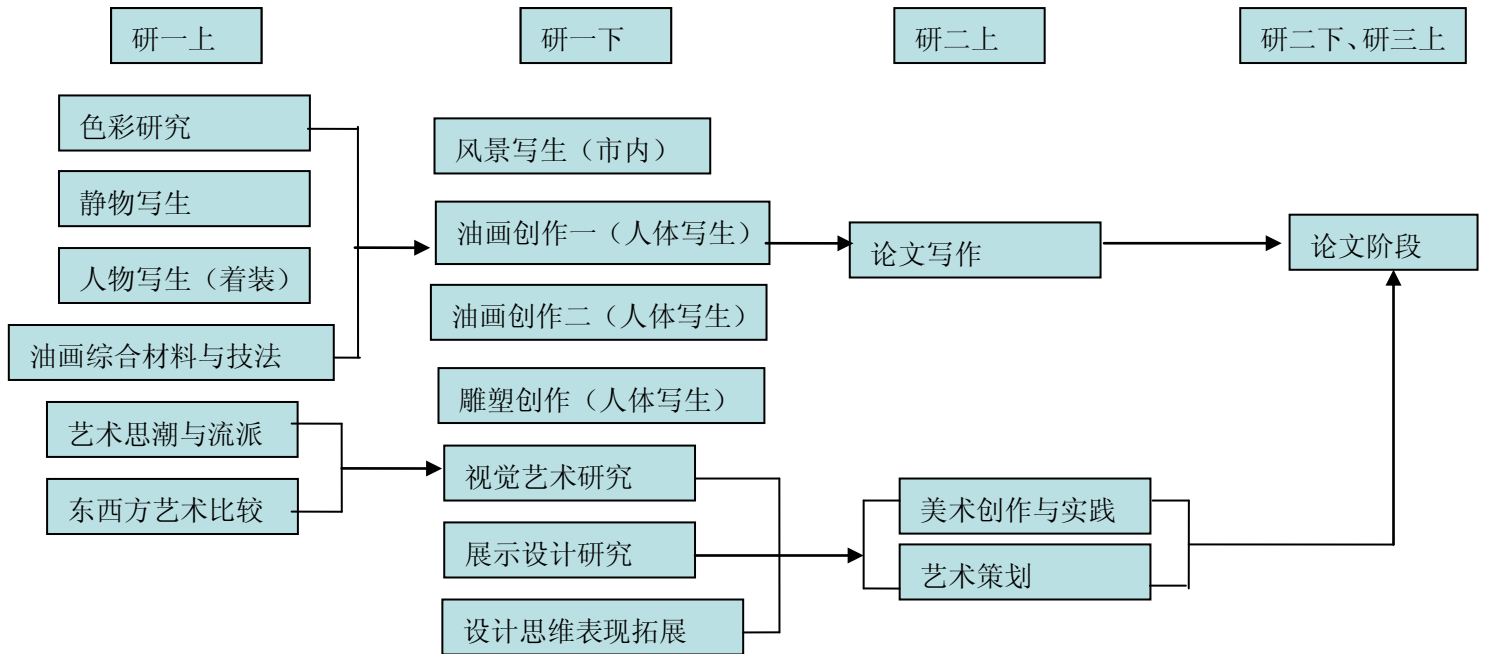 研一上
研一下
研二上
研二下、研三上
色彩研究
静物写生
人物写生（着装）
油画综合材料与技法
艺术思潮与流派
东西方艺术比较
风景写生（市内）
油画创作一（人体写生）
油画创作二（人体写生）
雕塑创作（人体写生）
视觉艺术研究
展示设计研究
设计思维表现拓展
论文写作
美术创作与实践
艺术策划
论文阶段